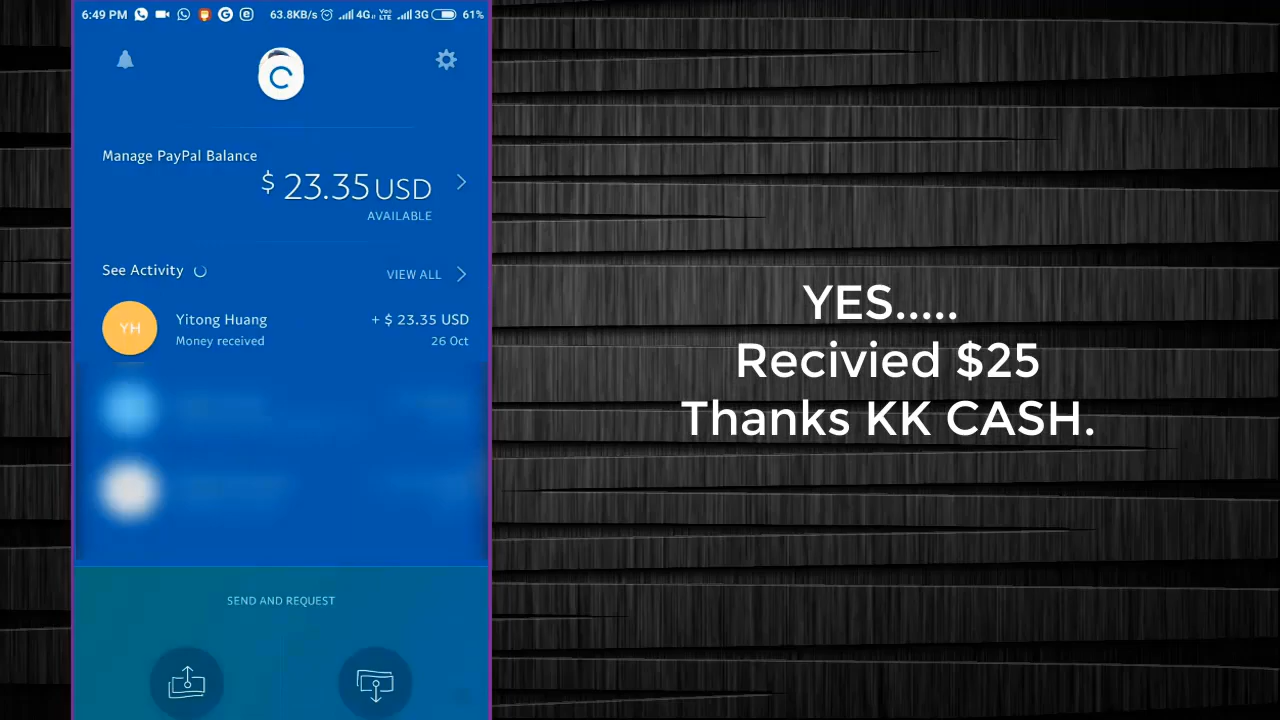 6:49 PM 63.8KB/s 4G Vo LTE 3G 61%
Manage PayPal Balance
$ 23.35 USD
AVAILABLE
See Activity VIEW ALL
YH Yitong Huang + $ 23.35 USD
Money received 26 Oct
SEND AND REQUEST
YES.....
Recivied $25
Thanks KK CASH.